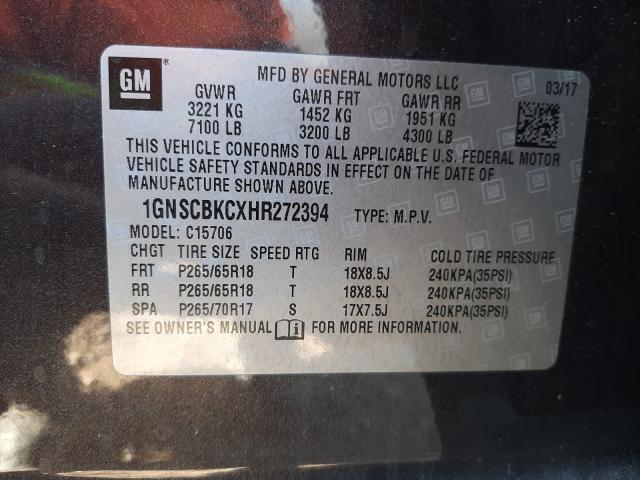 GM
MFD BY GENERAL MOTORS LLC 03/17
GVWR GAWR FRT GAWR RR
3221 KG 1452 KG 1951 KG
7100 LB 3200 LB 4300 LB
THIS VEHICLE CONFORMS TO ALL APPLICABLE U.S. FEDERAL MOTOR
VEHICLE SAFETY STANDARDS IN EFFECT ON THE DATE OF
MANUFACTURE SHOWN ABOVE.
1GNSCBKCXHR272394 TYPE: M.P.V.
MODEL: C15706
CHGT TIRE SIZE SPEED RTG RIM COLD TIRE PRESSURE
FRT P265/65R18 T 18X8.5J 240KPA(35PSI)
RR P265/65R18 T 18X8.5J 240KPA(35PSI)
SPA P265/70R17 S 17X7.5J 240KPA(35PSI)
SEE OWNER'S MANUAL FOR MORE INFORMATION.